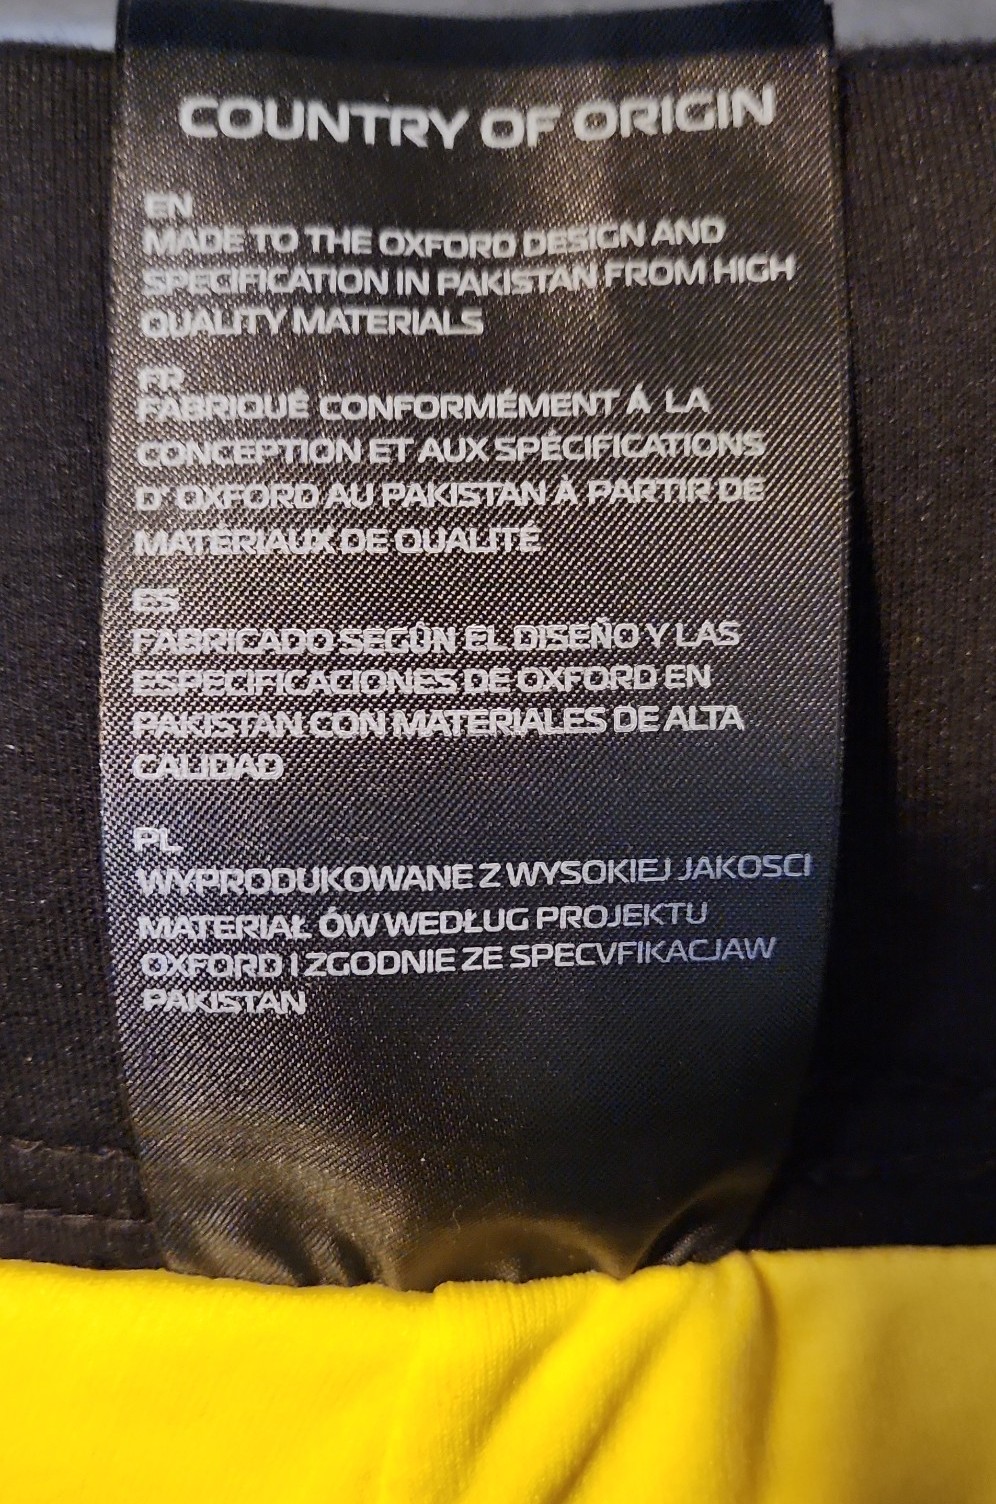 COUNTRY OF ORIGIN
EN
MADE TO THE OXFORD DESIGN AND
SPECIFICATION IN PAKISTAN FROM HIGH
QUALITY MATERIALS
FR
FABRIQUÉ CONFORMÉMENT Á LA
CONCEPTION ET AUX SPÉCIFICATIONS
D' OXFORD AU PAKISTAN À PARTIR DE
MATÉRIAUX DE QUALITÉ
ES
FABRICADO SEGÚN EL DISEÑO Y LAS
ESPECIFICACIONES DE OXFORD EN
PAKISTAN CON MATERIALES DE ALTA
CALIDAD
PL
WYPRODUKOWANE Z WYSOKIEJ JAKOSCI
MATERIAŁ ÓW WEDŁUG PROJEKTU
OXFORD I ZGODNIE ZE SPECVFIKACJAW
PAKISTAN